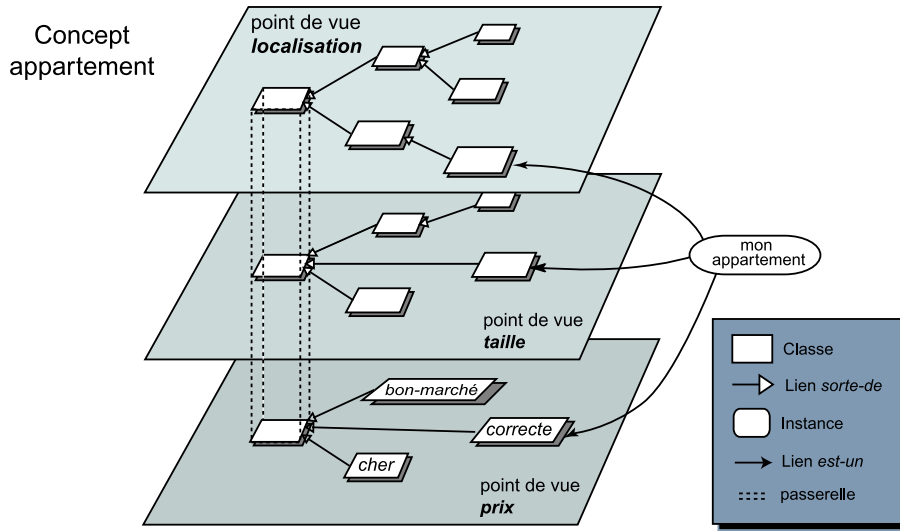 Concept
appartement
point de vue
localisation
mon
appartement
point de vue
taille
bon-marché
correcte
cher
point de vue
prix
Classe
Lien sorte-de
Instance
Lien est-un
passerelle